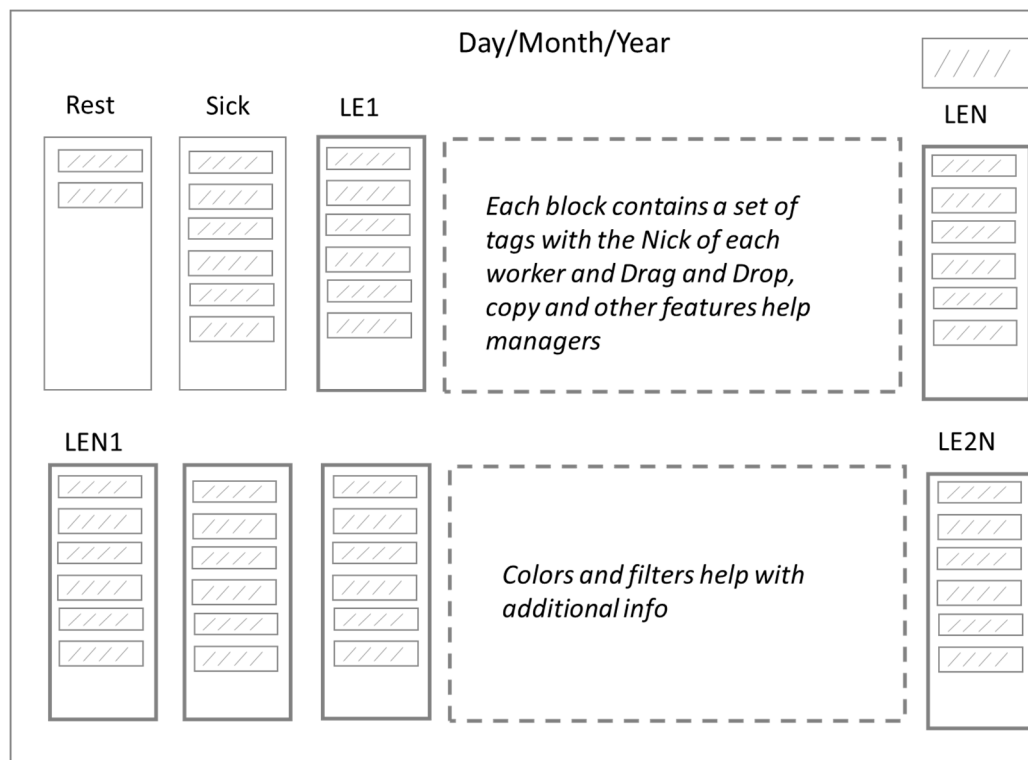 Day/Month/Year
Rest
Sick
LE1
LEN
Each block contains a set of
tags with the Nick of each
worker and Drag and Drop,
copy and other features help
managers
LEN1
LE2N
Colors and filters help with
additional info